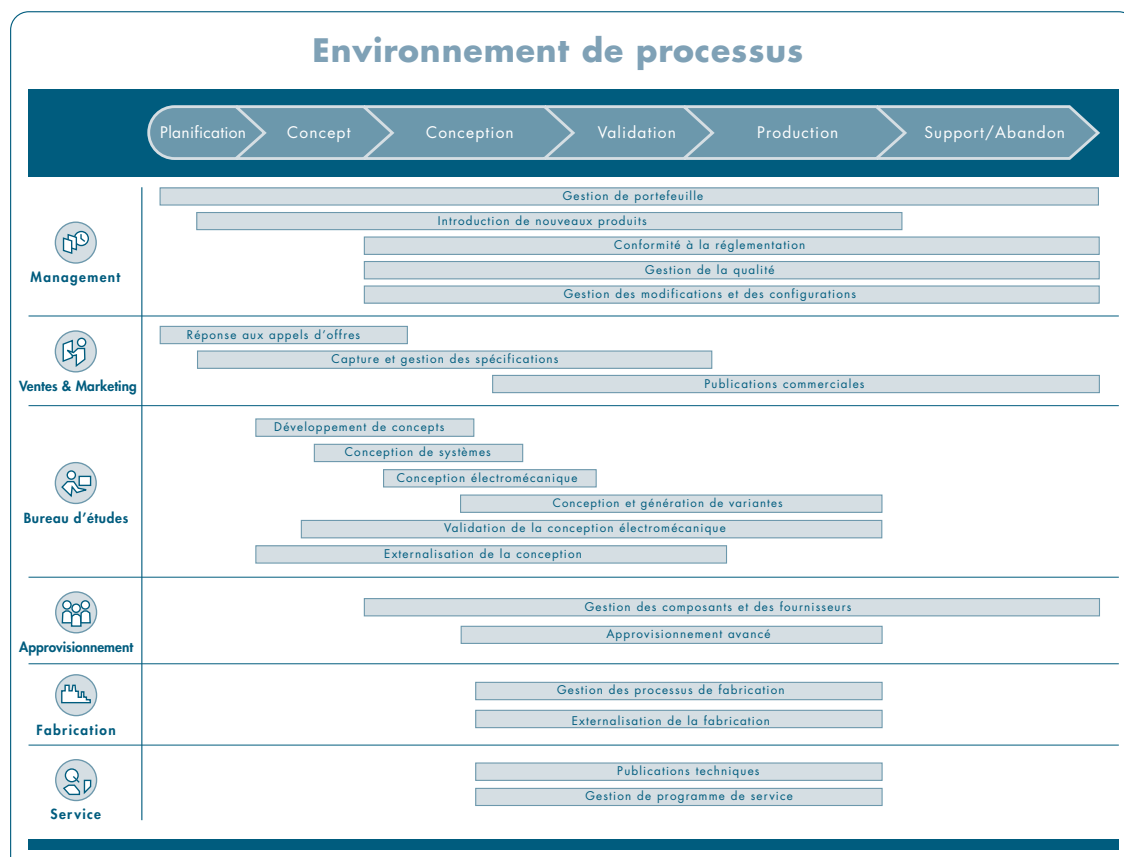 Environnement de processus
Planification
Concept
Conception
Validation
Production
Support/Abandon
Management
Gestion de portefeuille
Introduction de nouveaux produits
Conformité à la réglementation
Gestion de la qualité
Gestion des modifications et des configurations
Ventes & Marketing
Réponse aux appels d’offres
Capture et gestion des spécifications
Publications commerciales
Bureau d’études
Développement de concepts
Conception de systèmes
Conception électromécanique
Conception et génération de variantes
Validation de la conception électromécanique
Externalisation de la conception
Approvisionnement
Gestion des composants et des fournisseurs
Approvisionnement avancé
Fabrication
Gestion des processus de fabrication
Externalisation de la fabrication
Service
Publications techniques
Gestion de programme de service